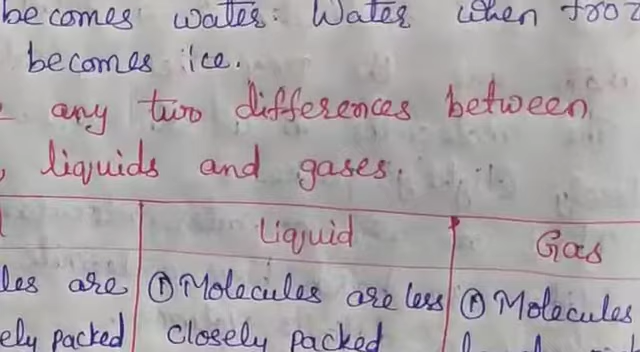 becomes water. Water when froz
becomes ice.
any two differences between
liquids and gases.
Liquid Gas
les are ① Molecules are less ① Molecules
ely packed closely packed